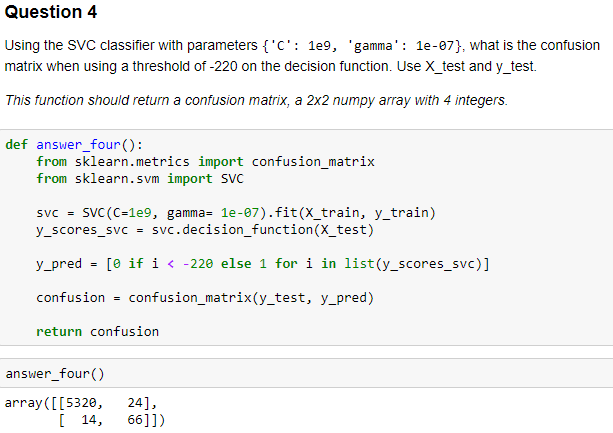 Question 4
Using the SVC classifier with parameters {'C': 1e9, 'gamma': 1e-07}, what is the confusion
matrix when using a threshold of -220 on the decision function. Use X_test and y_test.
This function should return a confusion matrix, a 2x2 numpy array with 4 integers.
def answer_four():
    from sklearn.metrics import confusion_matrix
    from sklearn.svm import SVC
    svc = SVC(C=1e9, gamma= 1e-07).fit(X_train, y_train)
    y_scores_svc = svc.decision_function(X_test)
    y_pred = [0 if i < -220 else 1 for i in list(y_scores_svc)]
    confusion = confusion_matrix(y_test, y_pred)
    return confusion
answer_four()
array([[5320,   24],
       [  14,   66]])